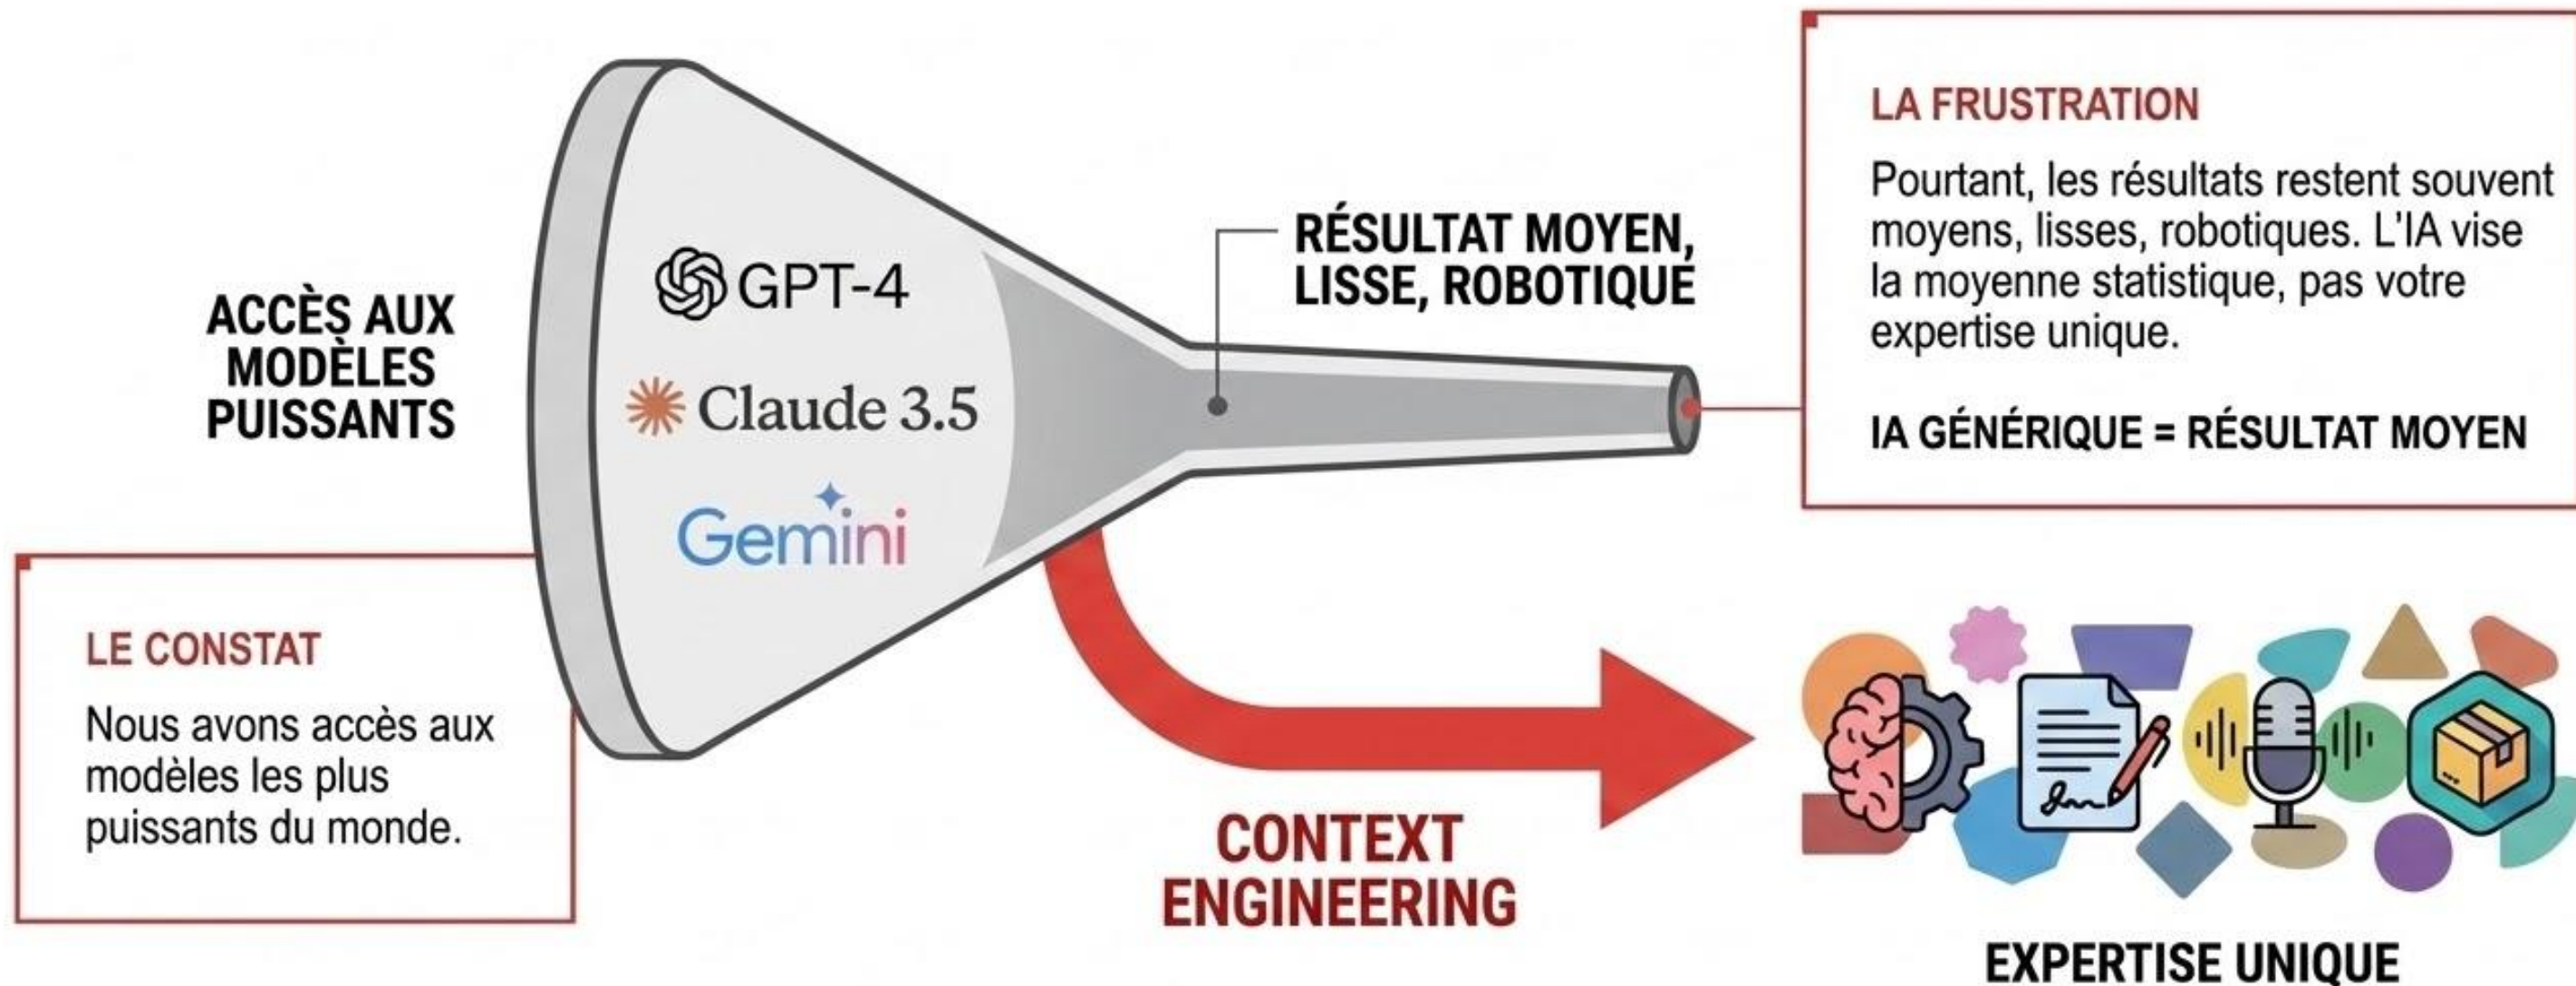 ACCÈS AUX
MODÈLES
PUISSANTS
LE CONSTAT
Nous avons accès aux
modèles les plus
puissants du monde.
GPT-4
Claude 3.5
Gemini
RÉSULTAT MOYEN,
LISSE, ROBOTIQUE
LA FRUSTRATION
Pourtant, les résultats restent souvent
moyens, lisses, robotiques. L'IA vise
la moyenne statistique, pas votre
expertise unique.
IA GÉNÉRIQUE = RÉSULTAT MOYEN
CONTEXT
ENGINEERING
EXPERTISE UNIQUE